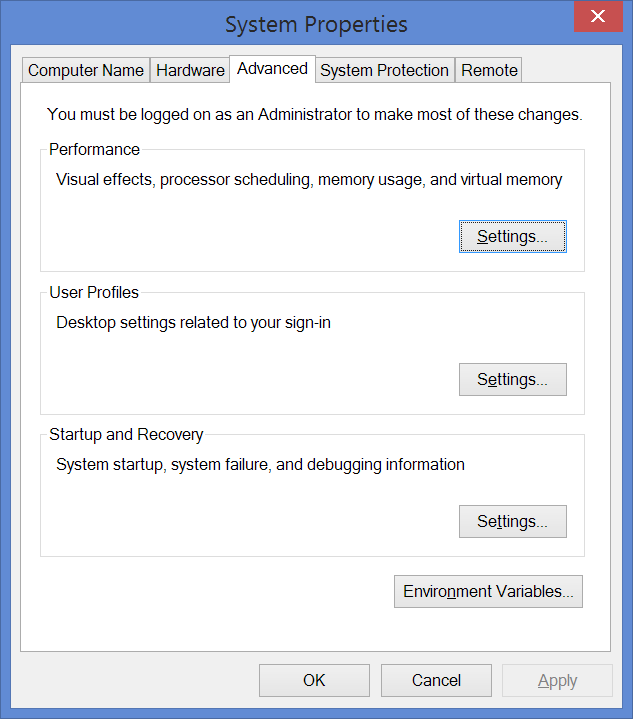 System Properties
Computer Name Hardware Advanced System Protection Remote
You must be logged on as an Administrator to make most of these changes.
Performance
Visual effects, processor scheduling, memory usage, and virtual memory
Settings...
User Profiles
Desktop settings related to your sign-in
Settings...
Startup and Recovery
System startup, system failure, and debugging information
Settings...
Environment Variables...
OK Cancel Apply